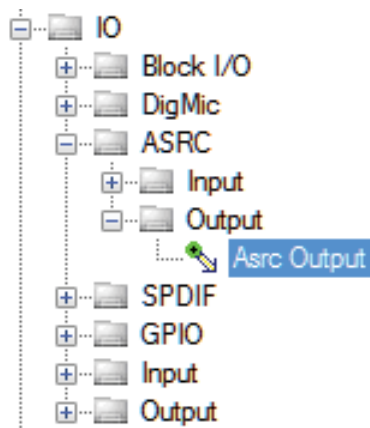 IO
Block I/O
DigMic
ASRC
Input
Output
Asrc Output
SPDIF
GPIO
Input
Output